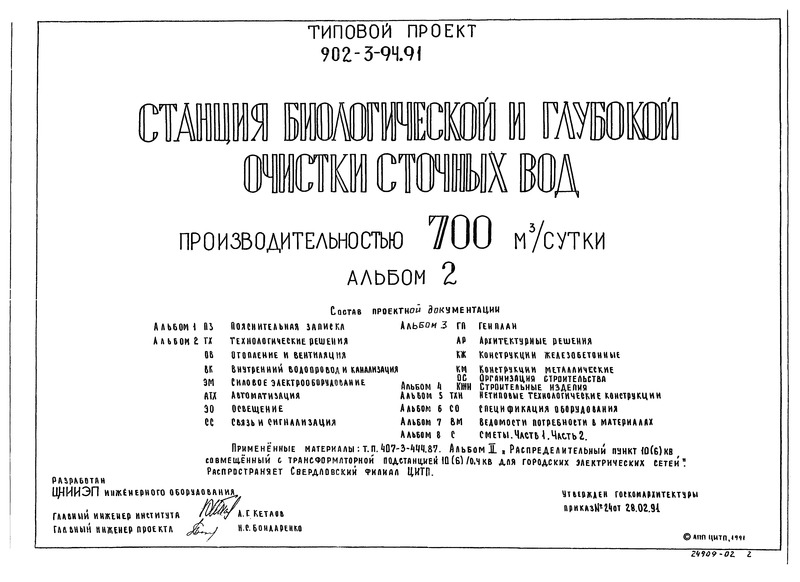 ТИПОВОЙ ПРОЕКТ
902-3-94.91
СТАНЦИЯ БИОЛОГИЧЕСКОЙ И ГЛУБОКОЙ
ОЧИСТКИ СТОЧНЫХ ВОД
ПРОИЗВОДИТЕЛЬНОСТЬЮ 700 М³/СУТКИ
АЛЬБОМ 2
СОСТАВ ПРОЕКТНОЙ ДОКУМЕНТАЦИИ
АЛЬБОМ 1 ПЗ ПОЯСНИТЕЛЬНАЯ ЗАПИСКА АЛЬБОМ 3 ГП ГЕНПЛАН
АЛЬБОМ 2 ТХ ТЕХНОЛОГИЧЕСКИЕ РЕШЕНИЯ АР АРХИТЕКТУРНЫЕ РЕШЕНИЯ
ОВ ОТОПЛЕНИЕ И ВЕНТИЛЯЦИЯ КЖ КОНСТРУКЦИИ ЖЕЛЕЗОБЕТОННЫЕ
ВК ВНУТРЕННИЙ ВОДОПРОВОД И КАНАЛИЗАЦИЯ КМ КОНСТРУКЦИИ МЕТАЛЛИЧЕСКИЕ
ОС ОРГАНИЗАЦИЯ СТРОИТЕЛЬСТВА
ЭМ СИЛОВОЕ ЭЛЕКТРООБОРУДОВАНИЕ АЛЬБОМ 4 КЖИ СТРОИТЕЛЬНЫЕ ИЗДЕЛИЯ
АТХ АВТОМАТИЗАЦИЯ АЛЬБОМ 5 ТХН НЕТИПОВЫЕ ТЕХНОЛОГИЧЕСКИЕ КОНСТРУКЦИИ
ЭО ОСВЕЩЕНИЕ АЛЬБОМ 6 СО СПЕЦИФИКАЦИЯ ОБОРУДОВАНИЯ
СС СВЯЗЬ И СИГНАЛИЗАЦИЯ АЛЬБОМ 7 ВМ ВЕДОМОСТИ ПОТРЕБНОСТИ В МАТЕРИАЛАХ
АЛЬБОМ 8 С СМЕТЫ. ЧАСТЬ 1. ЧАСТЬ 2.
ПРИМЕНЁННЫЕ МАТЕРИАЛЫ: Т.П. 407-3-444.87. АЛЬБОМ II „РАСПРЕДЕЛИТЕЛЬНЫЙ ПУНКТ 10(6) КВ,
СОВМЕЩЁННЫЙ С ТРАНСФОРМАТОРНОЙ ПОДСТАНЦИЕЙ 10(6)/0.4 КВ ДЛЯ ГОРОДСКИХ ЭЛЕКТРИЧЕСКИХ СЕТЕЙ".
РАСПРОСТРАНЯЕТ СВЕРДЛОВСКИЙ ФИЛИАЛ ЦИТП.
РАЗРАБОТАН
ЦНИИЭП ИНЖЕНЕРНОГО ОБОРУДОВАНИЯ
ГЛАВНЫЙ ИНЖЕНЕР ИНСТИТУТА А.Г. КЕТАОВ
ГЛАВНЫЙ ИНЖЕНЕР ПРОЕКТА Н.С. БОНДАРЕНКО
УТВЕРЖДЕН ГОСКОМАРХИТЕКТУРЫ
ПРИКАЗ №24 ОТ 28.02.91
© АПП ЦИТП, 1991
24909-02 2